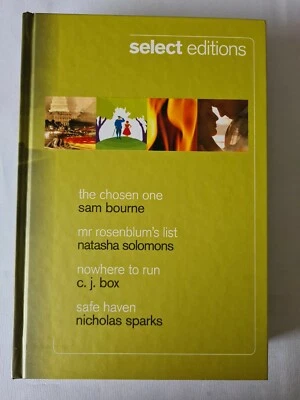 select editions
the chosen one
sam bourne
mr rosenblum's list
natasha solomons
nowhere to run
c. j. box
safe haven
nicholas sparks